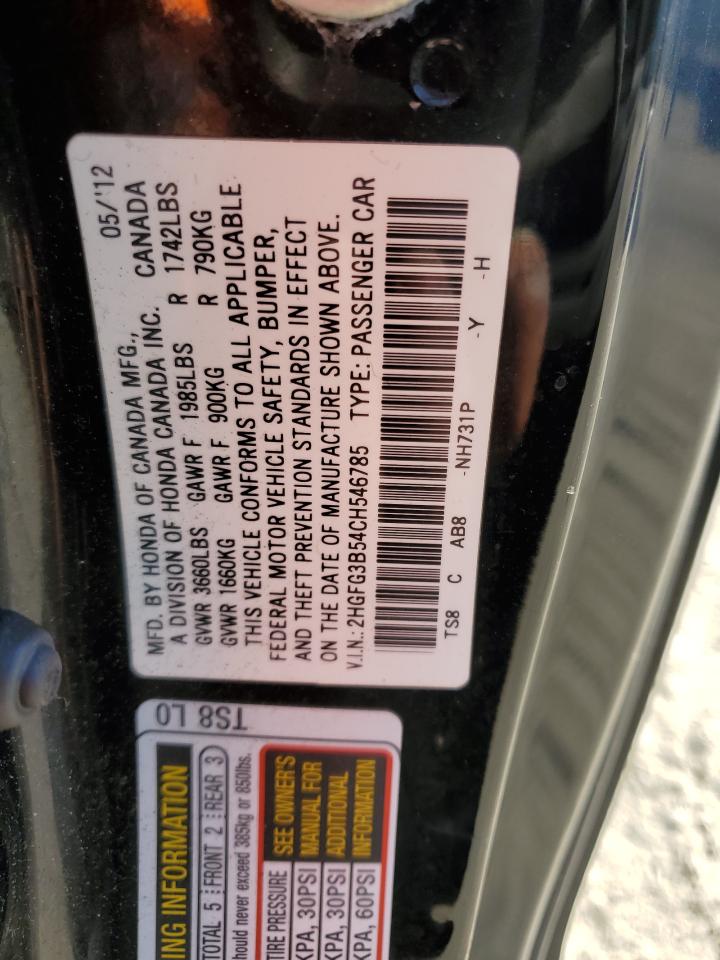 05/'12
MFD. BY HONDA OF CANADA MFG.,
A DIVISION OF HONDA CANADA INC. CANADA
GVWR 3660LBS GAWR F 1985LBS R 1742LBS
GVWR 1660KG GAWR F 900KG R 790KG
THIS VEHICLE CONFORMS TO ALL APPLICABLE
FEDERAL MOTOR VEHICLE SAFETY, BUMPER,
AND THEFT PREVENTION STANDARDS IN EFFECT
ON THE DATE OF MANUFACTURE SHOWN ABOVE.
V.I.N.: 2HGFG3B54CH546785 TYPE: PASSENGER CAR
TS8 C AB8 -NH731P -Y -H
TS8 L0
ING INFORMATION
TOTAL 5 FRONT 2 REAR 3
hould never exceed 385kg or 850lbs.
TIRE PRESSURE
KPA, 30PSI
KPA, 30PSI
KPA, 60PSI
SEE OWNER'S
MANUAL FOR
ADDITIONAL
INFORMATION